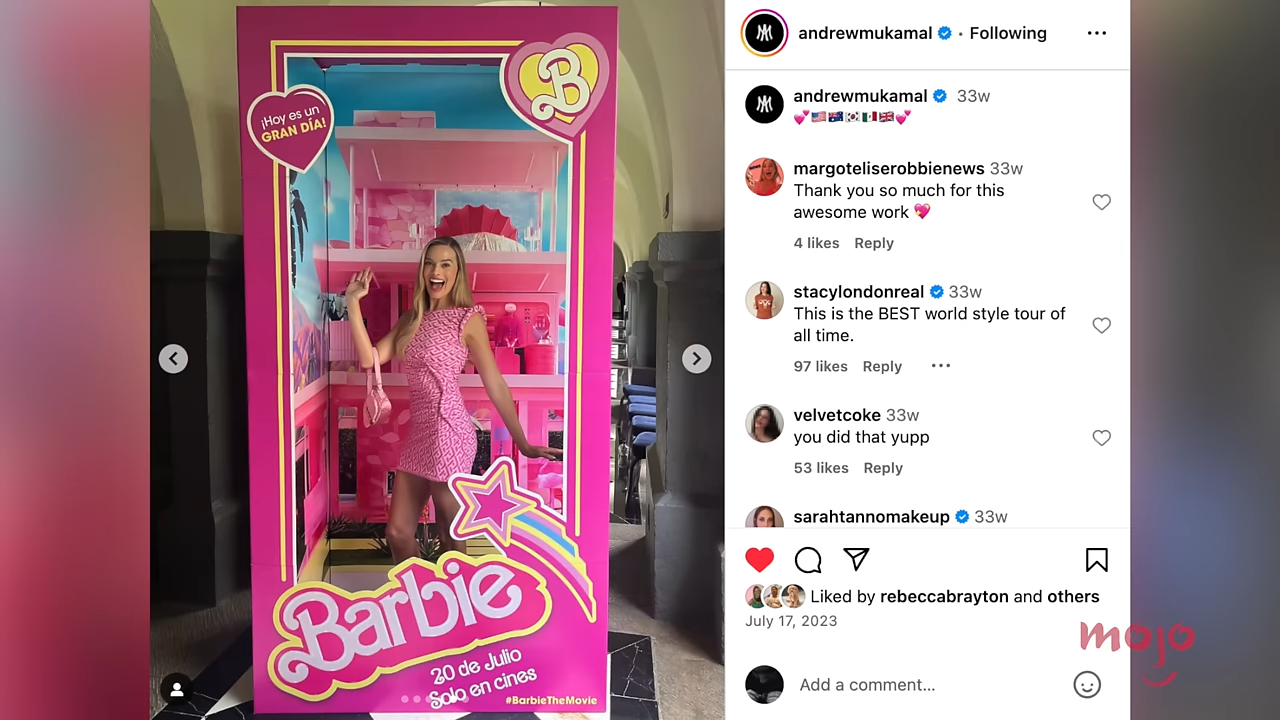 ¡Hoy es un
GRAN DÍA!
B
Barbie
20 de Julio
Solo en cines
#BarbieTheMovie
andrewmukamal • Following
andrewmukamal 33w
💕🇺🇸🇦🇺🇰🇷🇲🇽🇬🇧💕
margoteliserobbienews 33w
Thank you so much for this
awesome work 💖
4 likes Reply
stacylondonreal 33w
This is the BEST world style tour of
all time.
97 likes Reply
velvetcoke 33w
you did that yupp
53 likes Reply
sarahtannomakeup 33w
Liked by rebeccabrayton and others
July 17, 2023
Add a comment...
mojo